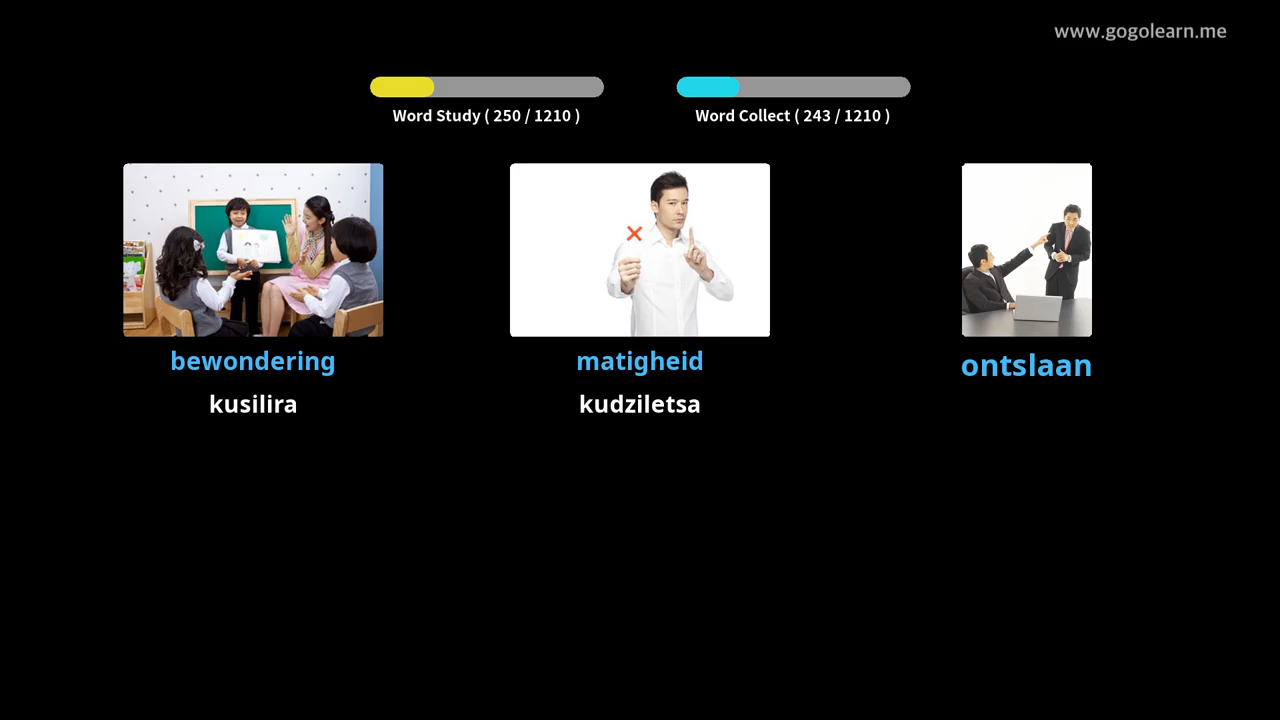 www.gogolearn.me
Word Study ( 250 / 1210 )
Word Collect ( 243 / 1210 )
bewondering
kusilira
matigheid
kudziletsa
ontslaan